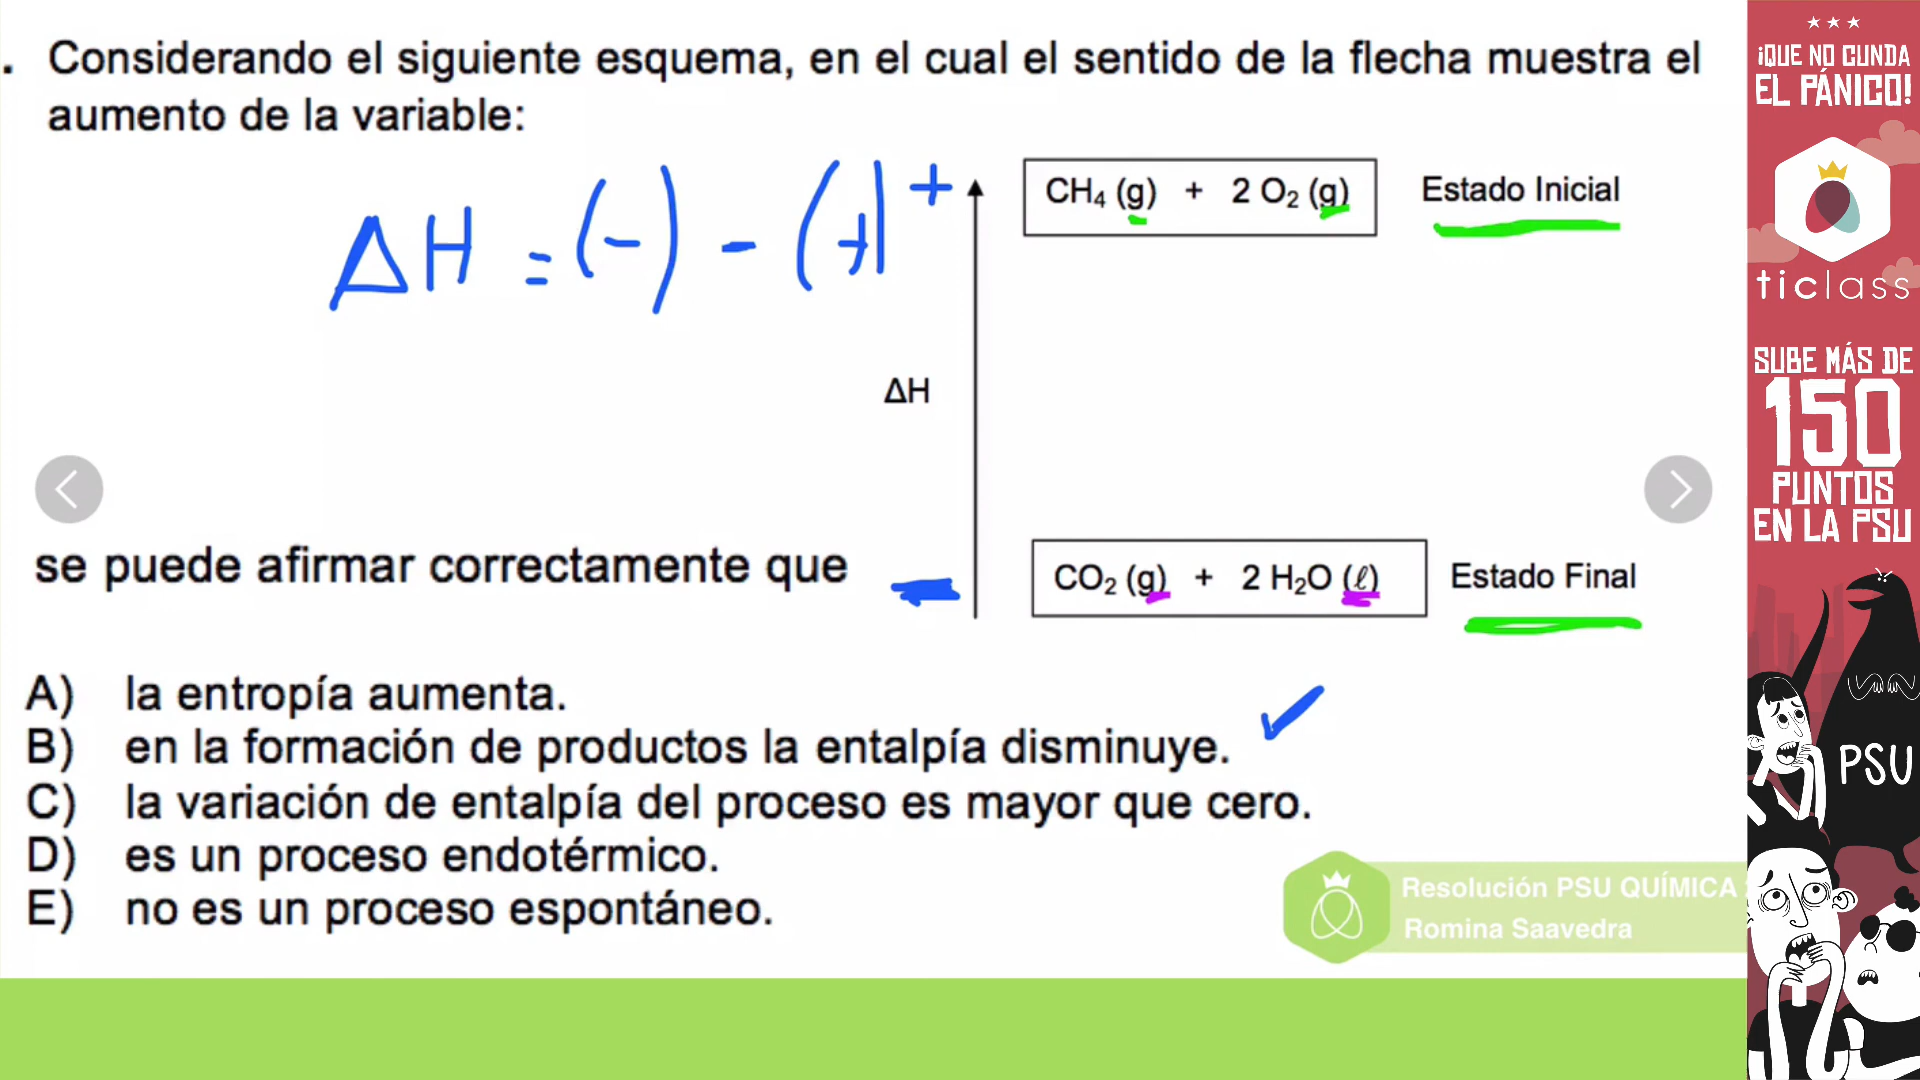 . Considerando el siguiente esquema, en el cual el sentido de la flecha muestra el
aumento de la variable:
ΔH = (-) - (+)
+
CH₄ (g) + 2 O₂ (g)
Estado Inicial
ΔH
se puede afirmar correctamente que
-
CO₂ (g) + 2 H₂O (ℓ)
Estado Final
A) la entropía aumenta.
B) en la formación de productos la entalpía disminuye.
C) la variación de entalpía del proceso es mayor que cero.
D) es un proceso endotérmico.
E) no es un proceso espontáneo.
Resolución PSU QUÍMICA
Romina Saavedra
¡QUE NO CUNDA
EL PÁNICO!
ticlass
SUBE MÁS DE
150
PUNTOS
EN LA PSU
PSU